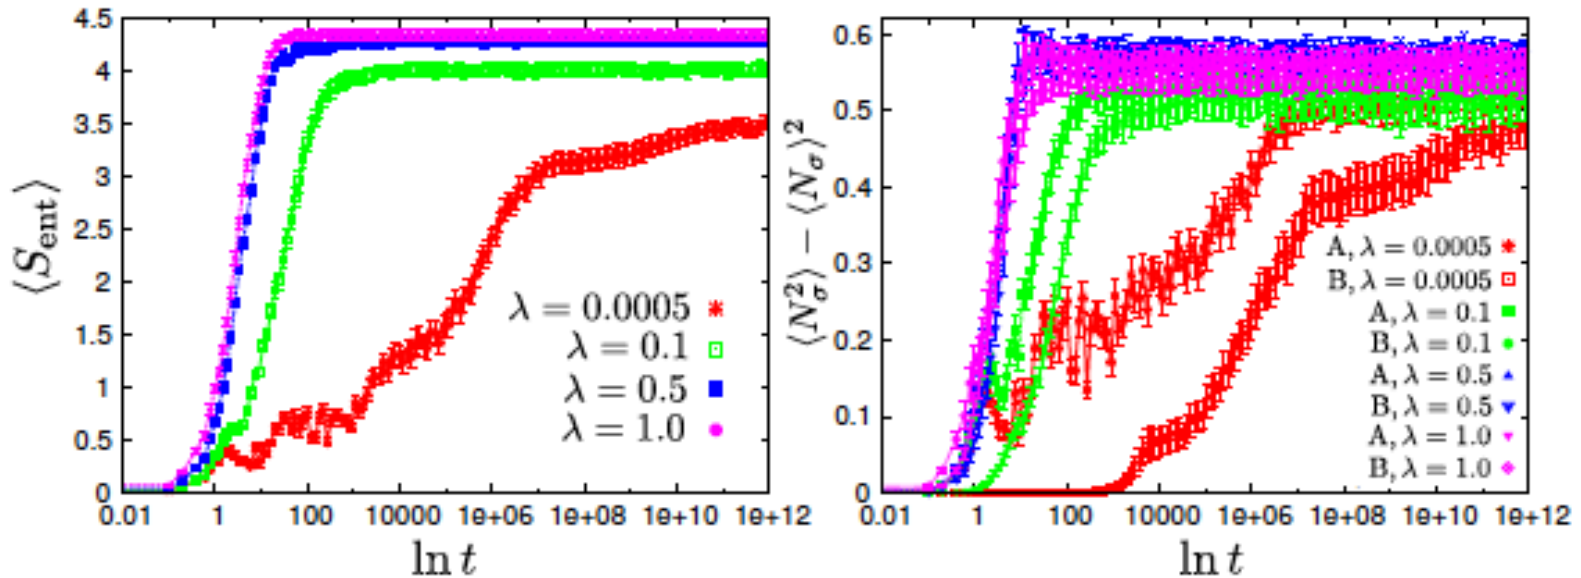 4.5
4
3.5
3
2.5
2
1.5
1
0.5
0
⟨S_ent⟩
λ = 0.0005
λ = 0.1
λ = 0.5
λ = 1.0
0.01 1 100 10000 1e+06 1e+08 1e+10 1e+12
ln t
0.6
0.5
0.4
0.3
0.2
0.1
0
⟨N_σ^2⟩ − ⟨N_σ⟩^2
A, λ = 0.0005
B, λ = 0.0005
A, λ = 0.1
B, λ = 0.1
A, λ = 0.5
B, λ = 0.5
A, λ = 1.0
B, λ = 1.0
0.01 1 100 10000 1e+06 1e+08 1e+10 1e+12
ln t